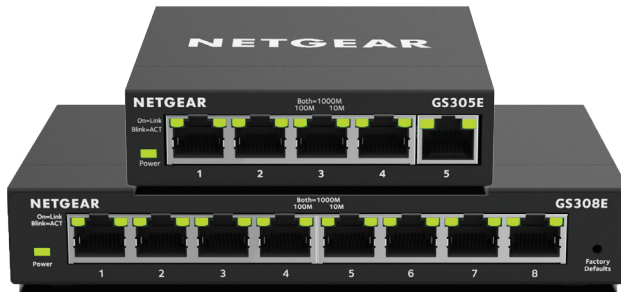 NETGEAR
NETGEAR Both=1000M GS305E
100M 10M
On=Link
Blink=ACT
Power
1 2 3 4 5
NETGEAR Both=1000M GS308E
100M 10M
On=Link
Blink=ACT
Power
1 2 3 4 5 6 7 8
Factory
Defaults